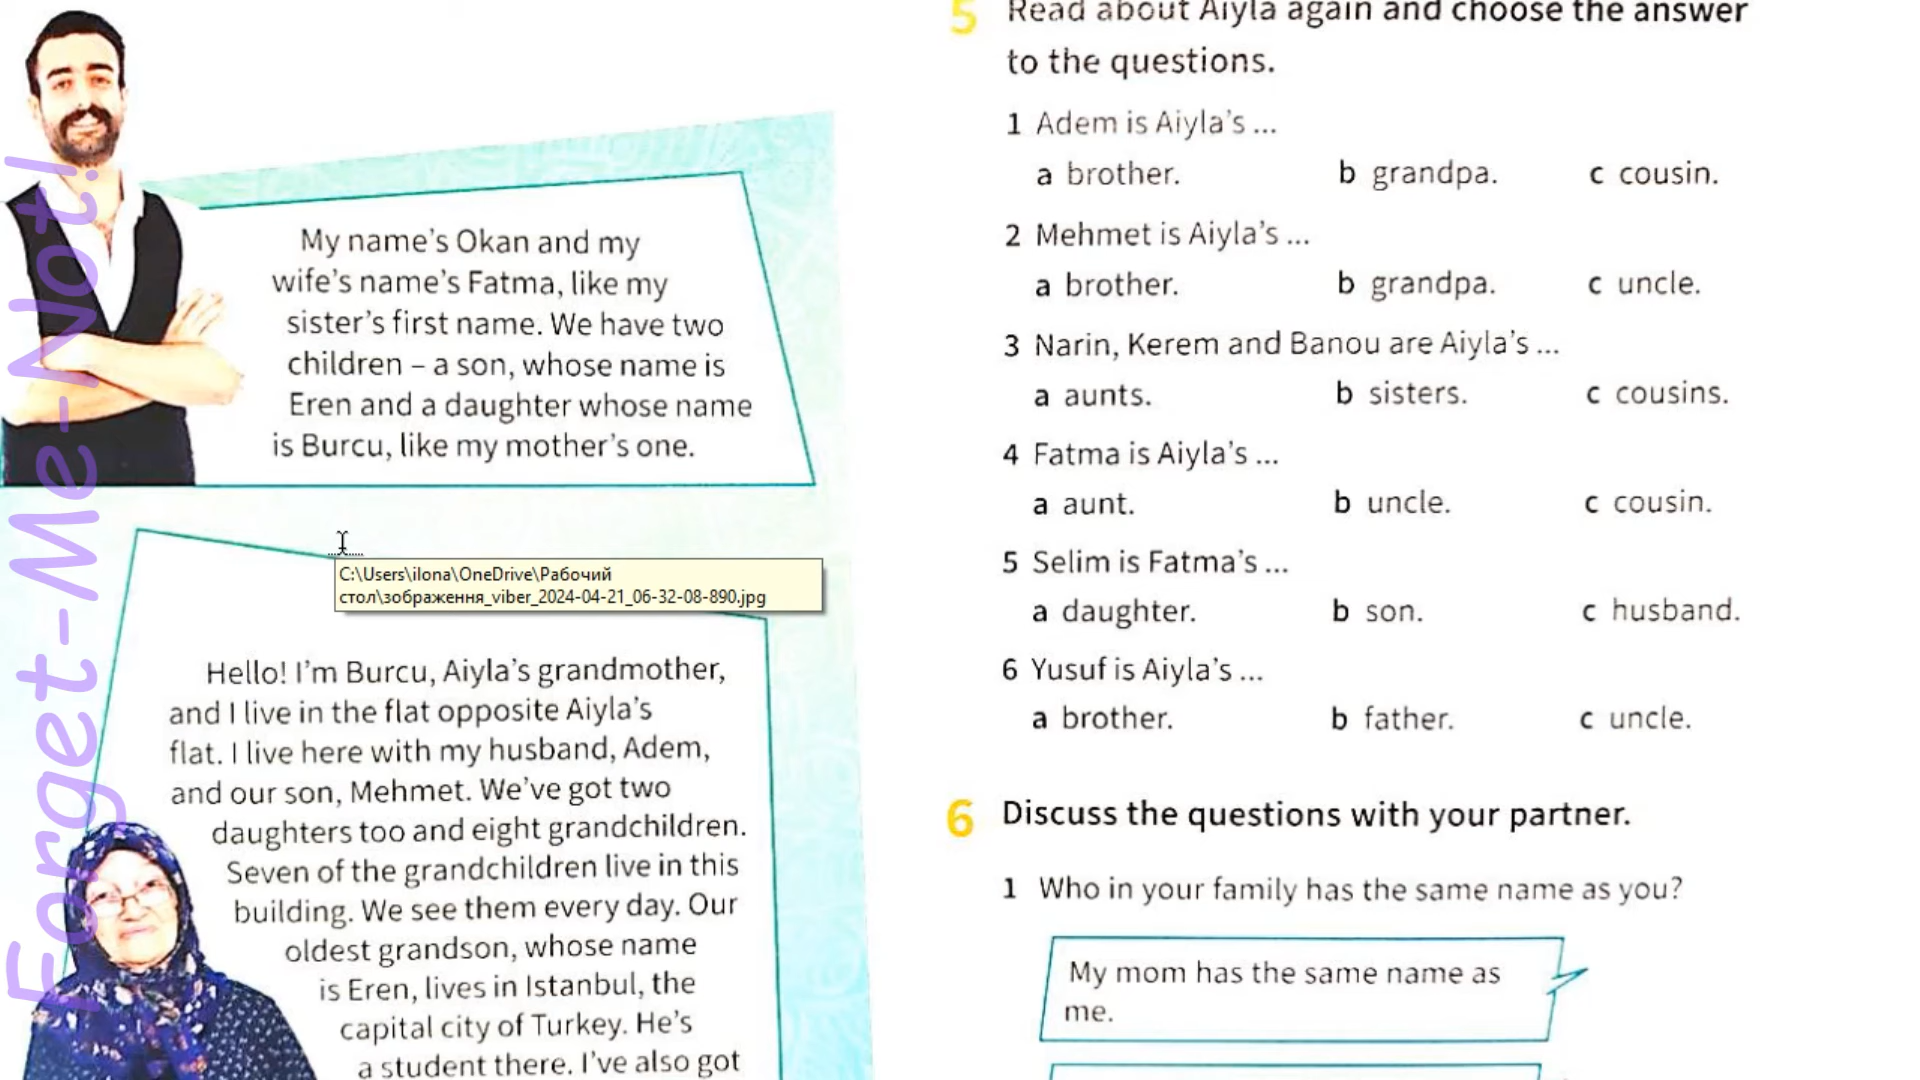 Forget-Me-Not!
My name's Okan and my
wife's name's Fatma, like my
sister's first name. We have two
children – a son, whose name is
Eren and a daughter whose name
is Burcu, like my mother's one.
C:\Users\ilona\OneDrive\Рабочий
стол\зображення_viber_2024-04-21_06-32-08-890.jpg
Hello! I'm Burcu, Aiyla's grandmother,
and I live in the flat opposite Aiyla's
flat. I live here with my husband, Adem,
and our son, Mehmet. We've got two
daughters too and eight grandchildren.
Seven of the grandchildren live in this
building. We see them every day. Our
oldest grandson, whose name
is Eren, lives in Istanbul, the
capital city of Turkey. He's
a student there. I've also got
5 Read about Aiyla again and choose the answer
to the questions.
1 Adem is Aiyla's ...
a brother. b grandpa. c cousin.
2 Mehmet is Aiyla's ...
a brother. b grandpa. c uncle.
3 Narin, Kerem and Banou are Aiyla's ...
a aunts. b sisters. c cousins.
4 Fatma is Aiyla's ...
a aunt. b uncle. c cousin.
5 Selim is Fatma's ...
a daughter. b son. c husband.
6 Yusuf is Aiyla's ...
a brother. b father. c uncle.
6 Discuss the questions with your partner.
1 Who in your family has the same name as you?
My mom has the same name as
me.